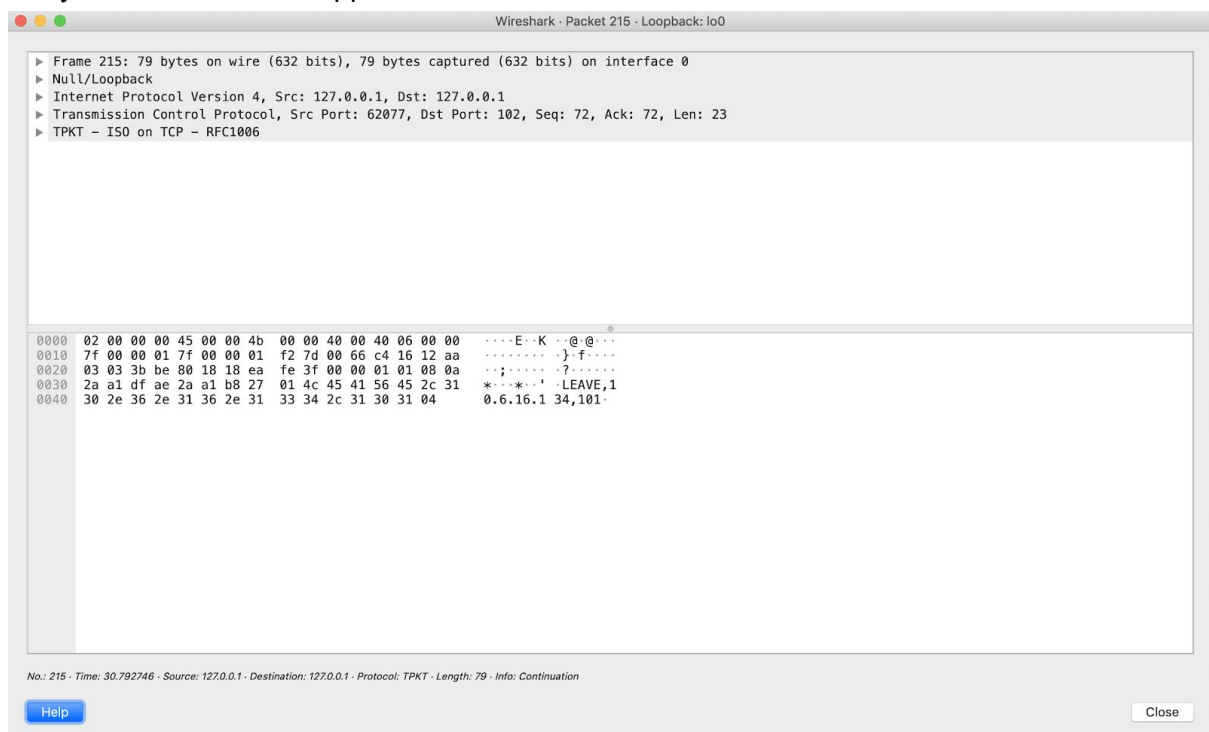 Wireshark · Packet 215 · Loopback: lo0
Frame 215: 79 bytes on wire (632 bits), 79 bytes captured (632 bits) on interface 0
Null/Loopback
Internet Protocol Version 4, Src: 127.0.0.1, Dst: 127.0.0.1
Transmission Control Protocol, Src Port: 62077, Dst Port: 102, Seq: 72, Ack: 72, Len: 23
TPKT – ISO on TCP – RFC1006
0000 02 00 00 00 45 00 00 4b 00 00 40 00 40 06 00 00 ····E··K ··@·@···
0010 7f 00 00 01 7f 00 00 01 f2 7d 00 66 c4 16 12 aa ········ ·}·f····
0020 03 03 3b be 80 18 18 ea fe 3f 00 00 01 01 08 0a ··;····· ·?······
0030 2a a1 df ae 2a a1 b8 27 01 4c 45 41 56 45 2c 31 *···*··' ·LEAVE,1
0040 30 2e 36 2e 31 36 2e 31 33 34 2c 31 30 31 04 0.6.16.1 34,101·
No.: 215 · Time: 30.792746 · Source: 127.0.0.1 · Destination: 127.0.0.1 · Protocol: TPKT · Length: 79 · Info: Continuation
Help
Close